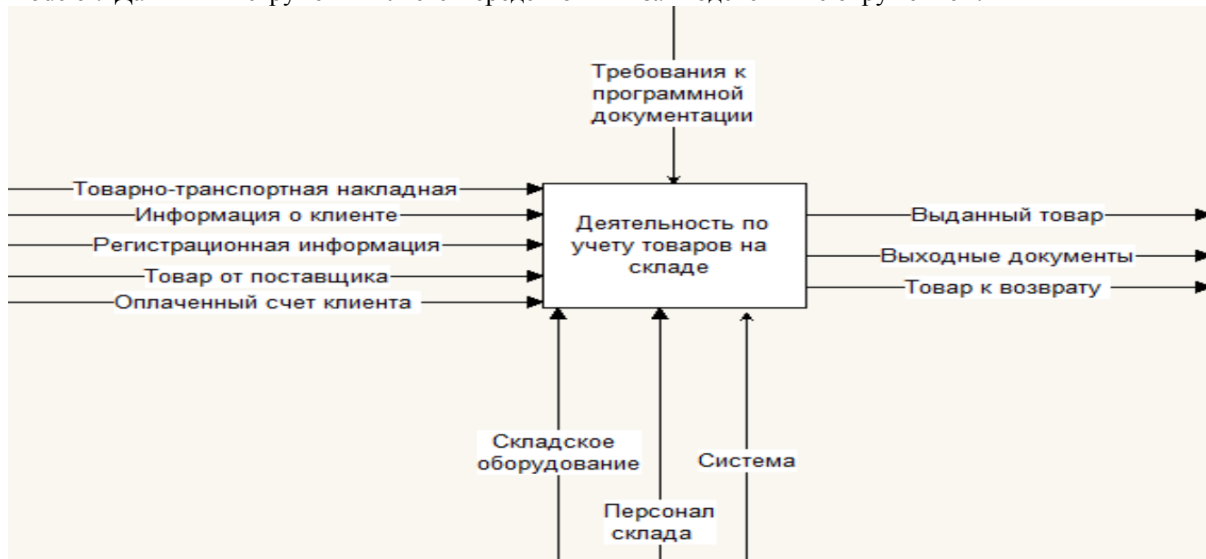 Требования к
программной
документации
Товарно-транспортная накладная
Информация о клиенте
Регистрационная информация
Товар от поставщика
Оплаченный счет клиента
Деятельность по
учету товаров на
складе
Выданный товар
Выходные документы
Товар к возврату
Складское
оборудование
Персонал
склада
Система